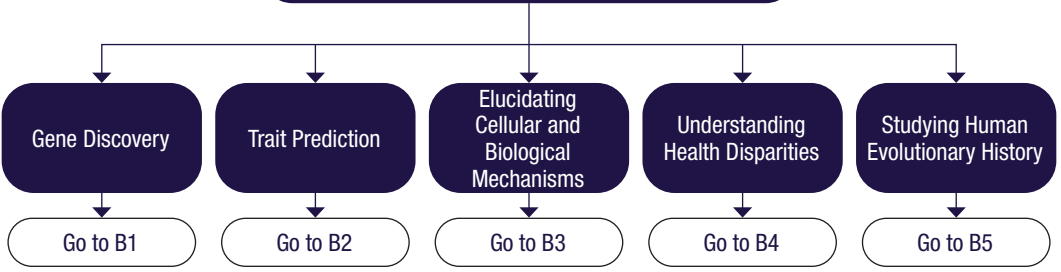 Gene Discovery
Trait Prediction
Elucidating
Cellular and
Biological
Mechanisms
Understanding
Health Disparities
Studying Human
Evolutionary History
Go to B1
Go to B2
Go to B3
Go to B4
Go to B5